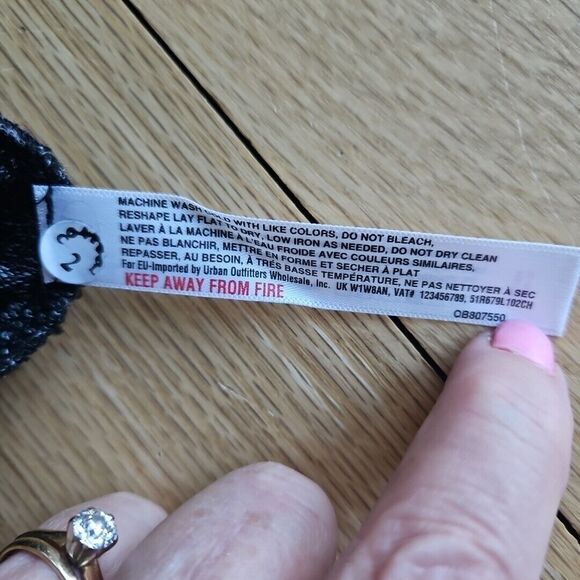 MACHINE WASH COLD WITH LIKE COLORS, DO NOT BLEACH,
RESHAPE LAY FLAT TO DRY, LOW IRON AS NEEDED, DO NOT DRY CLEAN
LAVER À LA MACHINE À L'EAU FROIDE AVEC COULEURS SIMILAIRES,
NE PAS BLANCHIR, METTRE EN FORME ET SECHER À PLAT
REPASSER, AU BESOIN, À TRÉS BASSE TEMPÉRATURE, NE PAS NETTOYER À SEC
For EU-Imported by Urban Outfitters Wholesale, Inc. UK W1W8AN, VAT# 123456789, 51R679L102CH
KEEP AWAY FROM FIRE
OB807550
2